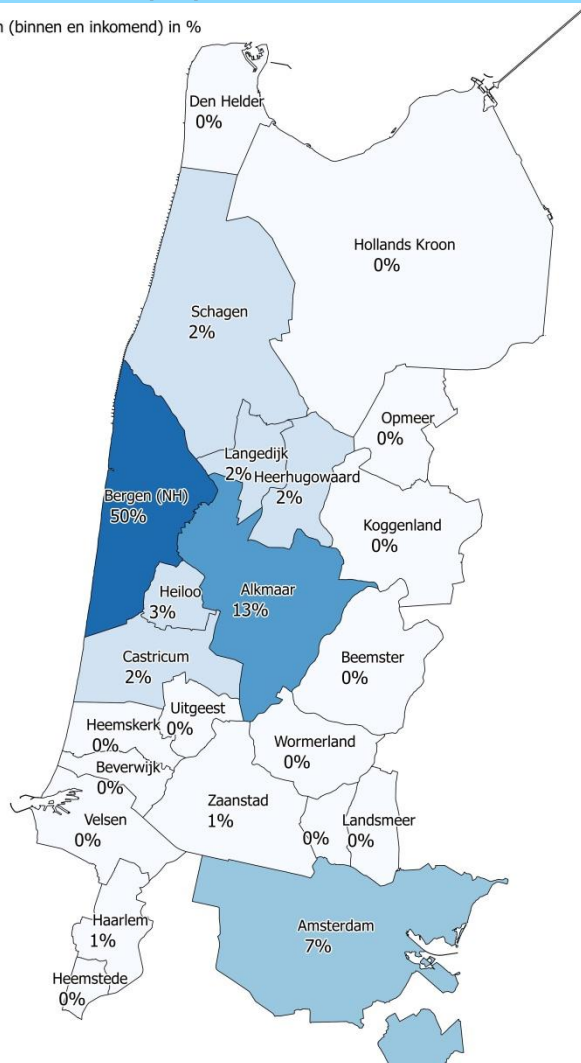 (binnen en inkomend) in %
Den Helder
0%
Hollands Kroon
0%
Schagen
2%
Opmeer
0%
Langedijk
2%
Heerhugowaard
2%
Bergen (NH)
50%
Koggenland
0%
Heiloo
3%
Alkmaar
13%
Castricum
2%
Beemster
0%
Uitgeest
0%
Heemskerk
0%
Wormerland
0%
Beverwijk
0%
Zaanstad
1%
Landsmeer
0%
0%
Velsen
0%
Haarlem
1%
Amsterdam
7%
Heemstede
0%